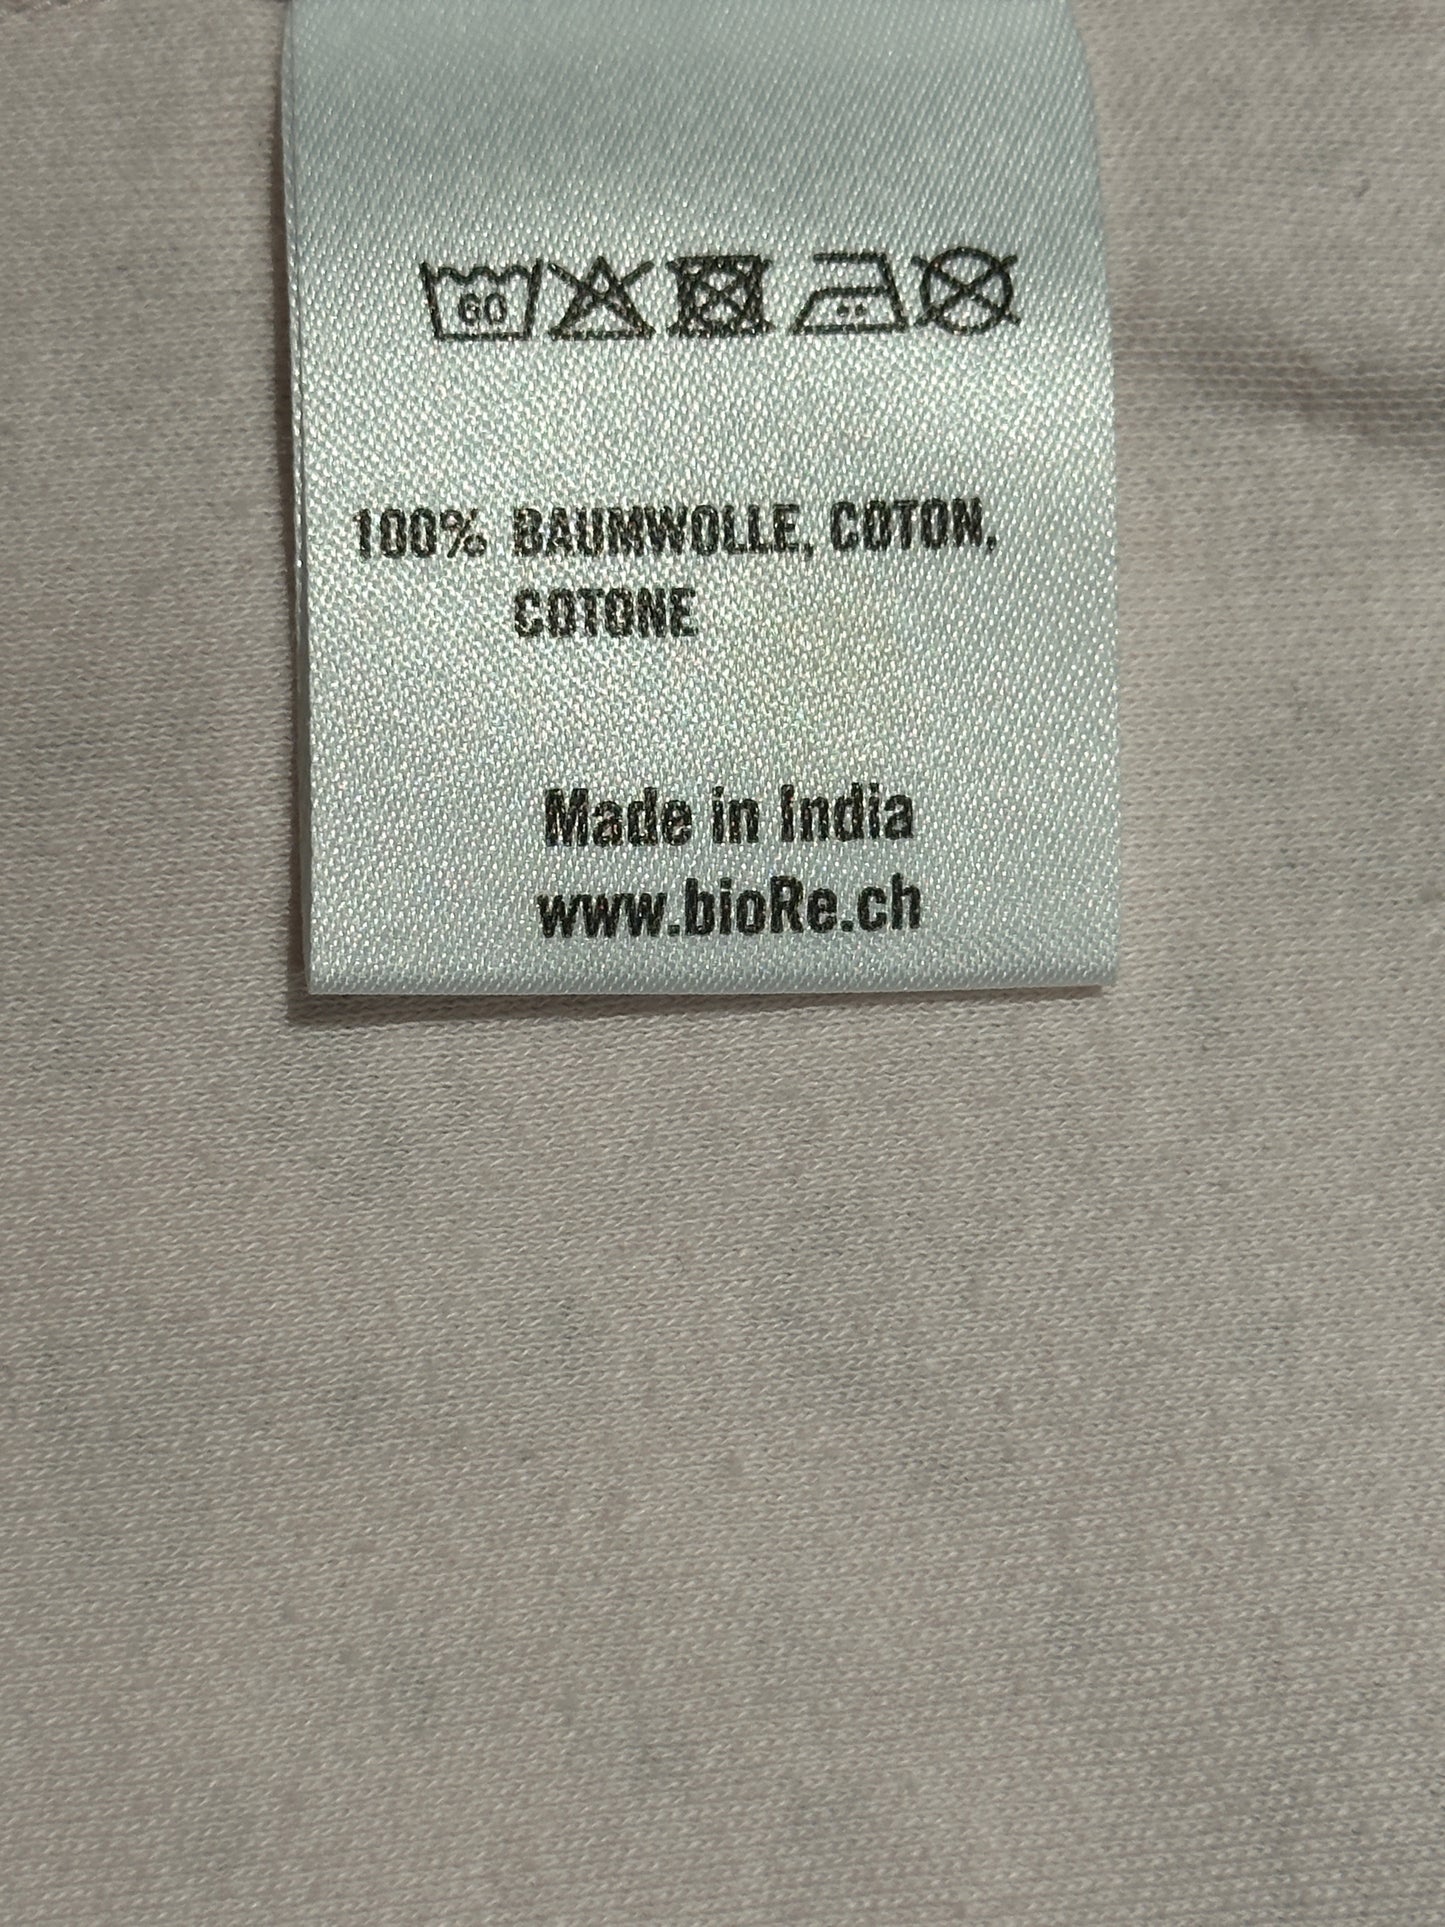 60
100% BAUMWOLLE, COTON,
COTONE
Made in India
www.bioRe.ch